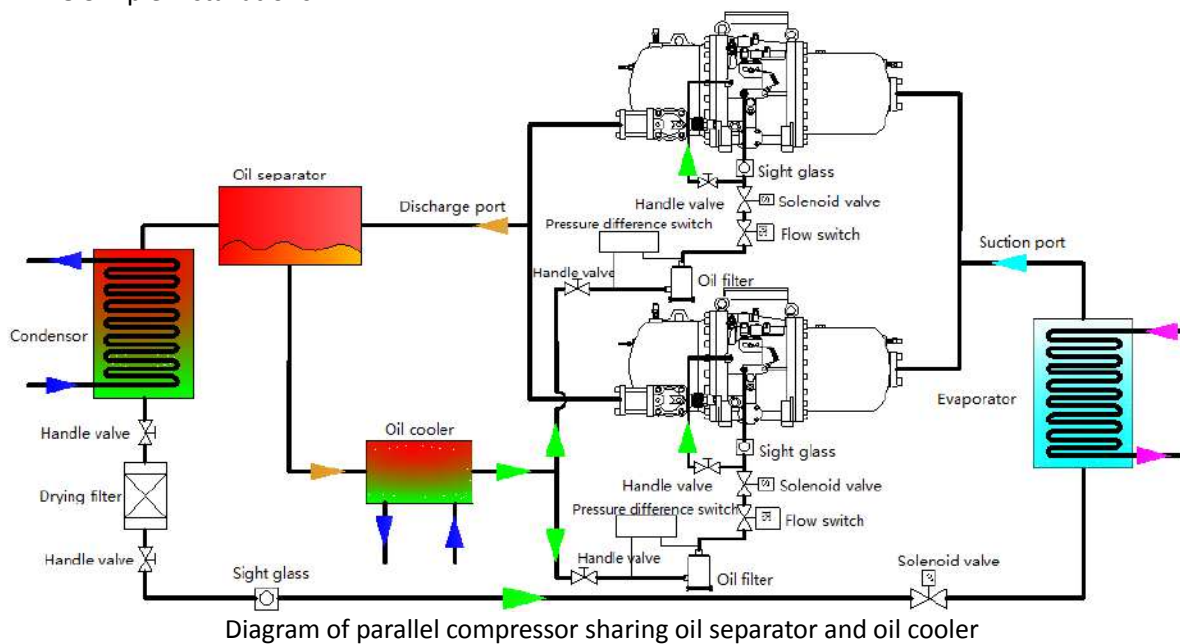 Oil separator
Discharge port
Sight glass
Handle valve
Solenoid valve
Pressure difference switch
Flow switch
Suction port
Handle valve
Oil filter
Condensor
Evaporator
Handle valve
Oil cooler
Sight glass
Drying filter
Handle valve
Solenoid valve
Pressure difference switch
Flow switch
Handle valve
Handle valve
Oil filter
Sight glass
Solenoid valve
Diagram of parallel compressor sharing oil separator and oil cooler